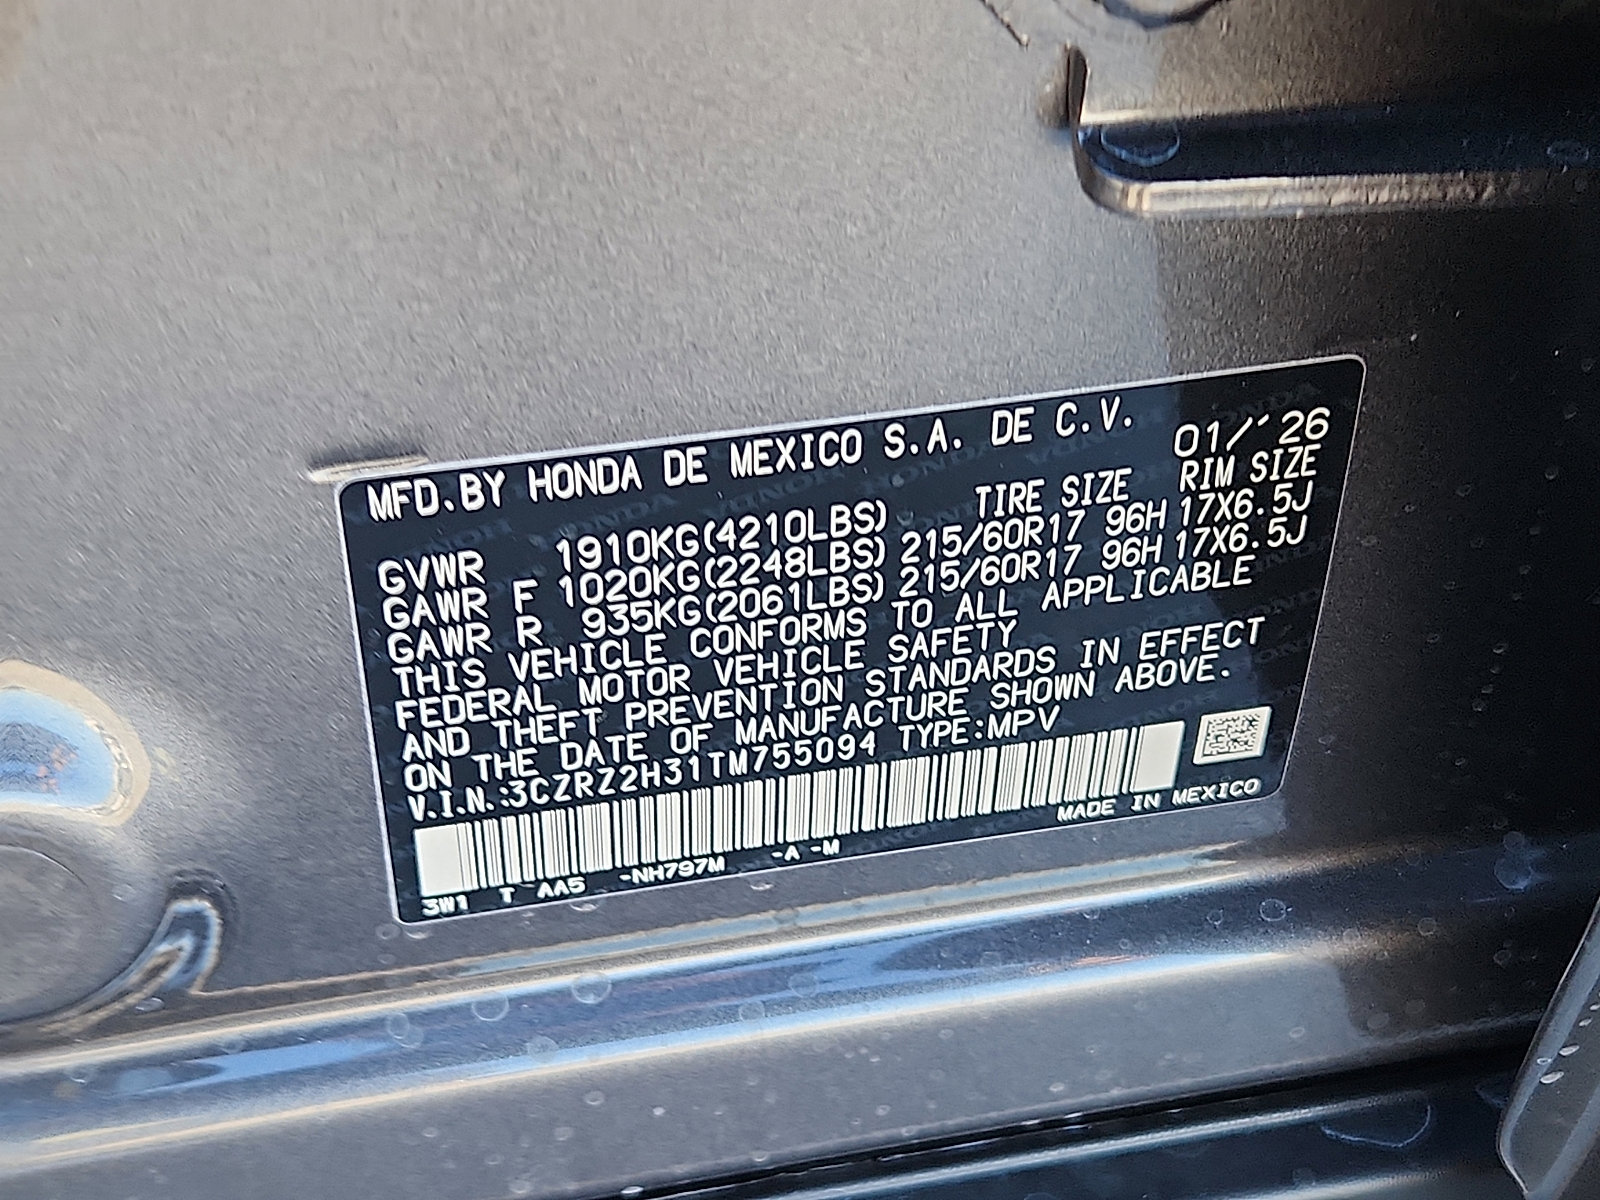 MFD.BY HONDA DE MEXICO S.A. DE C.V. 01/'26
TIRE SIZE RIM SIZE
GVWR 1910KG(4210LBS)
GAWR F 1020KG(2248LBS) 215/60R17 96H 17X6.5J
GAWR R 935KG(2061LBS) 215/60R17 96H 17X6.5J
THIS VEHICLE CONFORMS TO ALL APPLICABLE
FEDERAL MOTOR VEHICLE SAFETY
AND THEFT PREVENTION STANDARDS IN EFFECT
ON THE DATE OF MANUFACTURE SHOWN ABOVE.
V.I.N.:3CZRZ2H31TM755094 TYPE:MPV
MADE IN MEXICO
3W1 T AA5 -NH797M -A -M